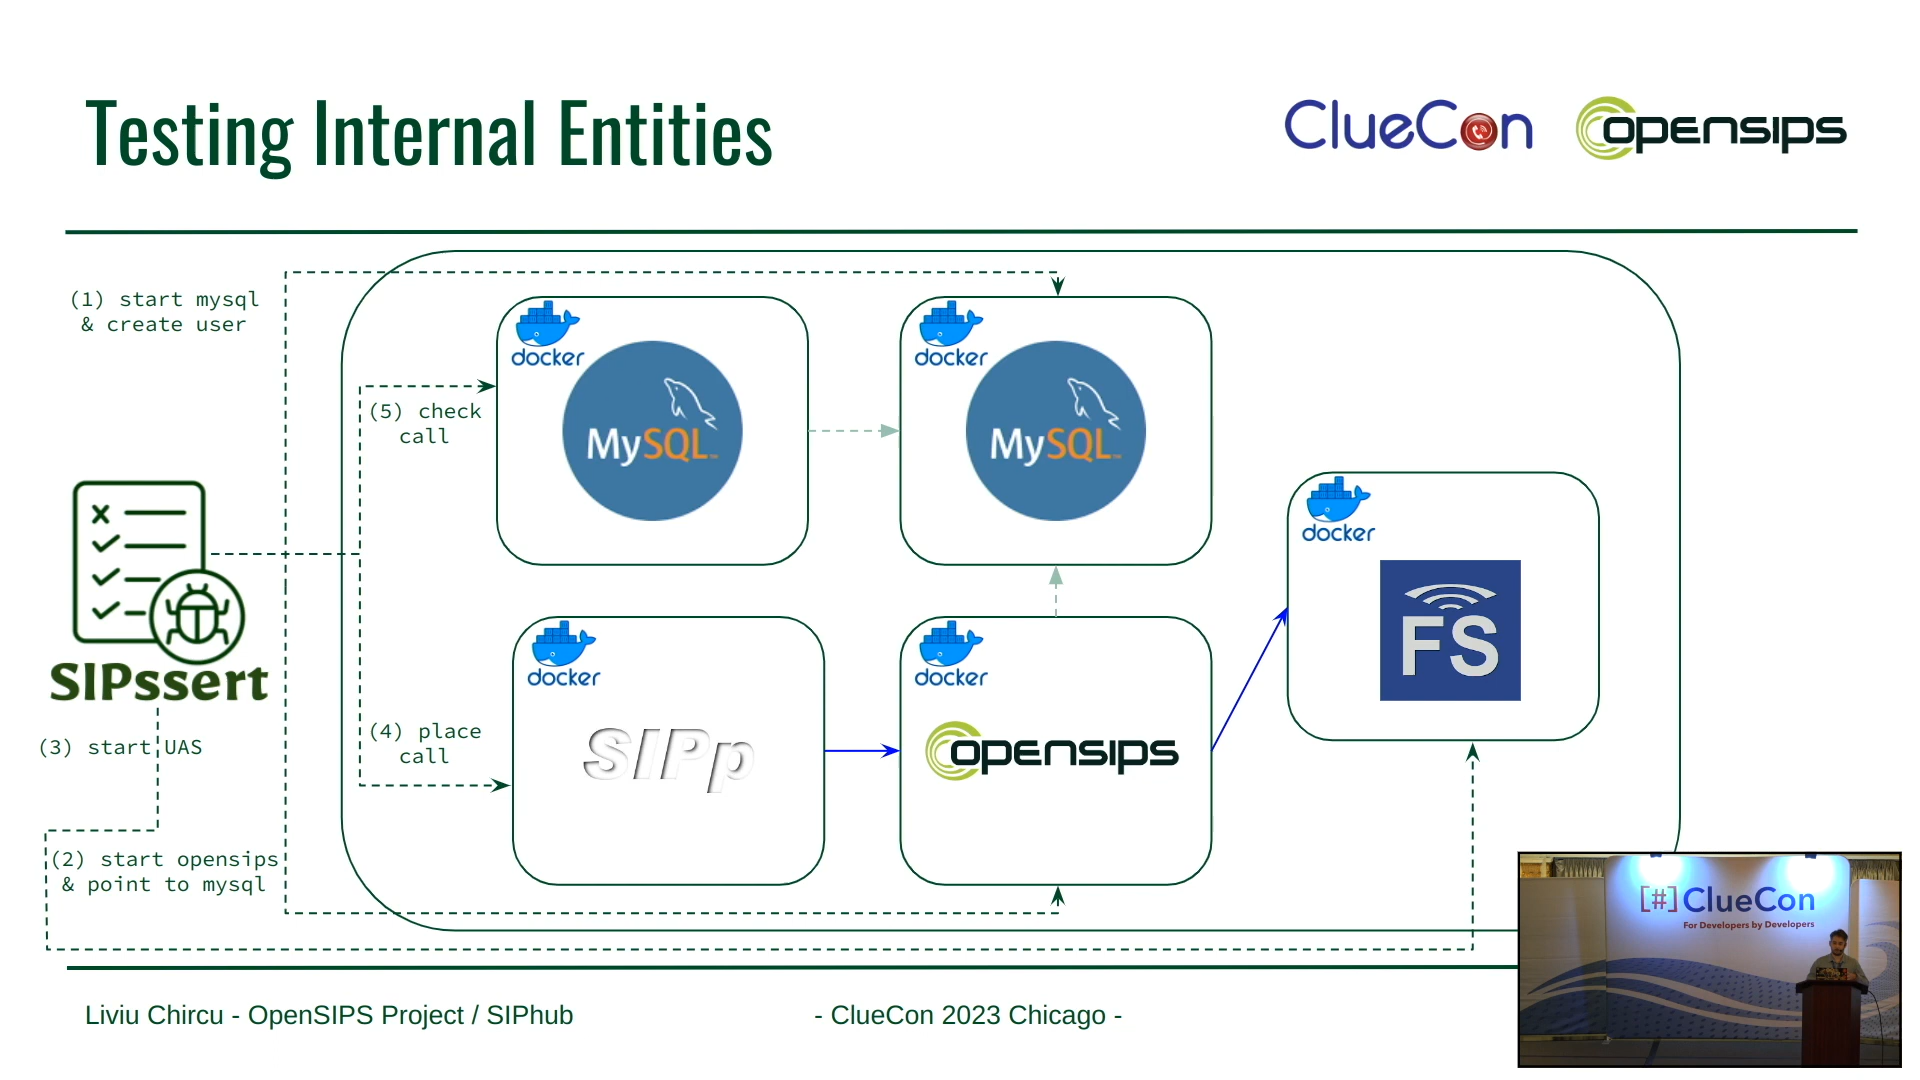 Testing Internal Entities
ClueCon
opensips
(1) start mysql
& create user
docker
MySQL
docker
MySQL
(5) check
call
docker
FS
SIPssert
(3) start UAS
(4) place
call
docker
SIPp
docker
opensips
(2) start opensips
& point to mysql
[#]ClueCon
For Developers by Developers
Liviu Chircu - OpenSIPS Project / SIPhub
- ClueCon 2023 Chicago -